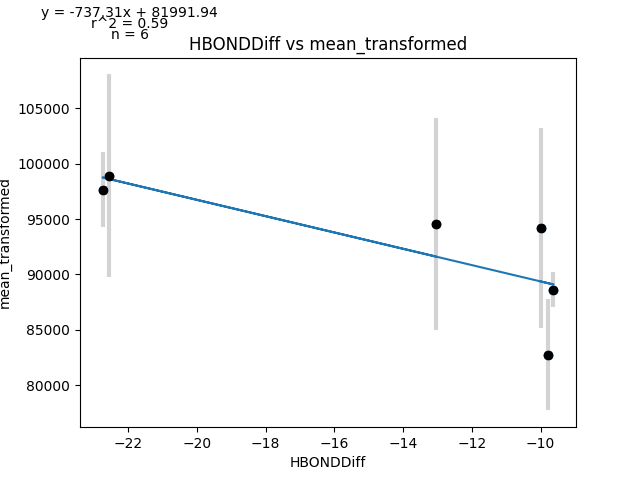 y = -737.31x + 81991.94
r^2 = 0.59
n = 6
HBONDDiff vs mean_transformed
mean_transformed
105000
100000
95000
90000
85000
80000
−22
−20
−18
−16
−14
−12
−10
HBONDDiff